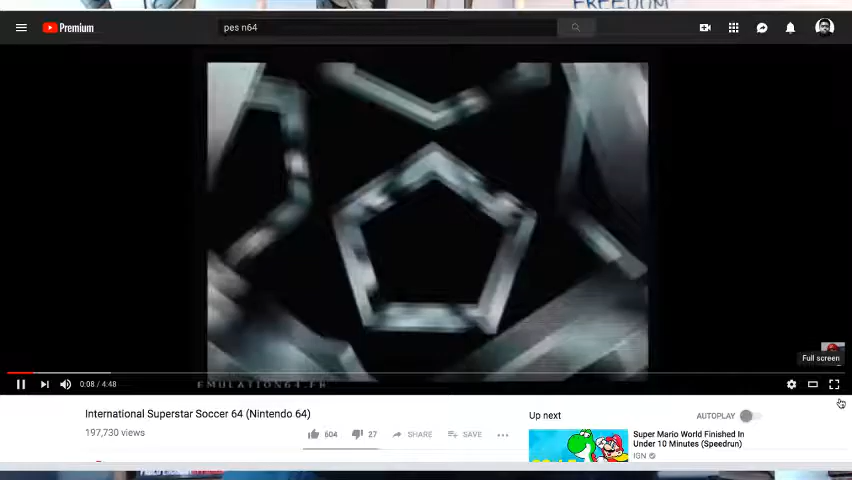 FREEDOM
Premium
pes n64
Full screen
0:08 / 4:48
EMULATION64.FR
International Superstar Soccer 64 (Nintendo 64)
197,730 views
604
27
SHARE
SAVE
Up next
AUTOPLAY
Super Mario World Finished In
Under 10 Minutes (Speedrun)
IGN